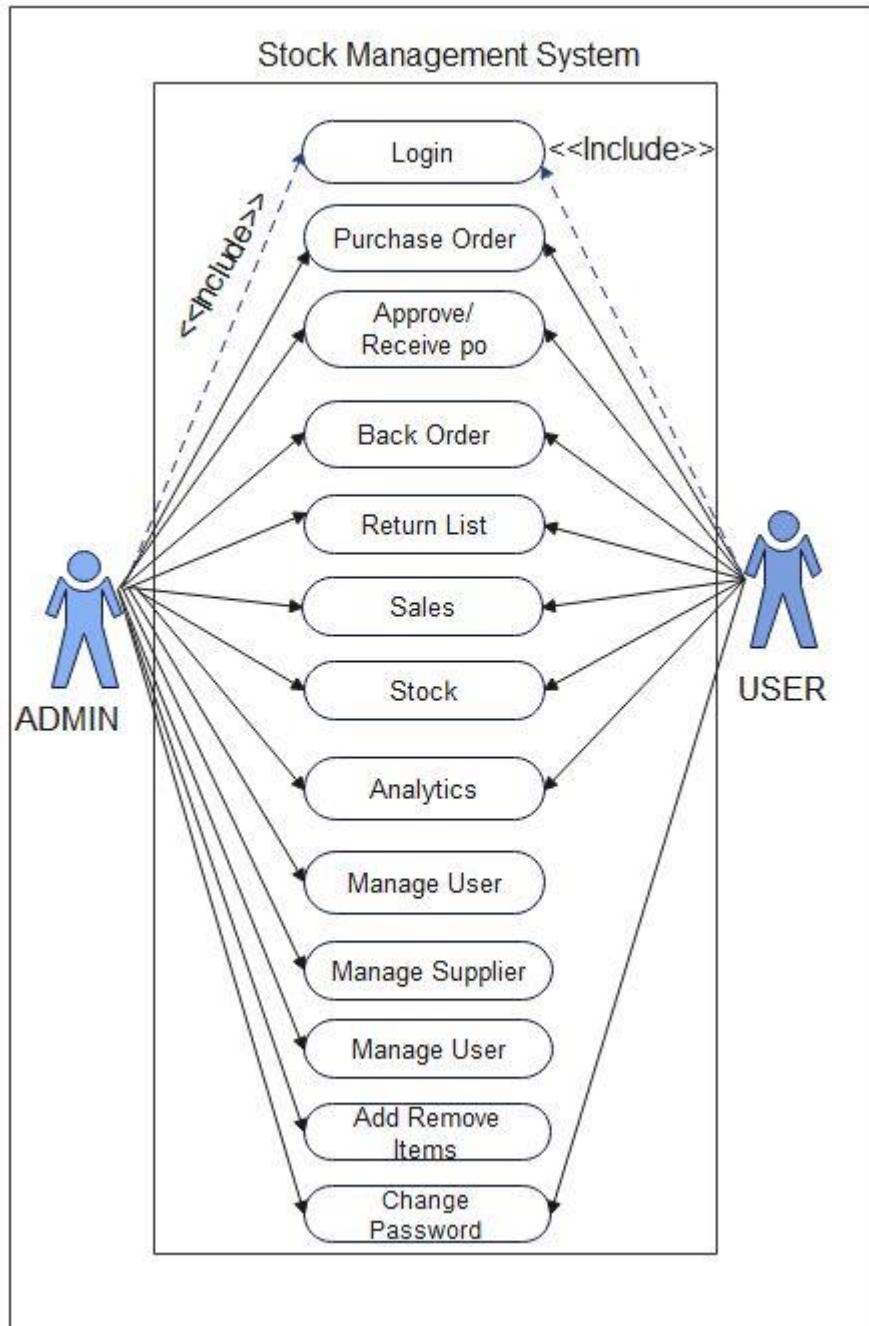 Stock Management System
Login
<<Include>>
<<Include>>
Purchase Order
Approve/
Receive po
Back Order
Return List
Sales
Stock
ADMIN
USER
Analytics
Manage User
Manage Supplier
Manage User
Add Remove
Items
Change
Password